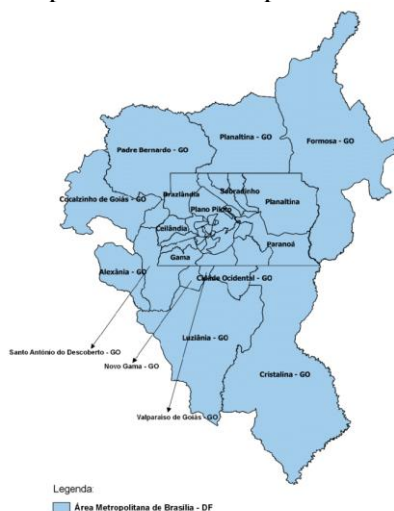 Planaltina - GO
Formosa - GO
Padre Bernardo - GO
Brazlândia
Sobradinho
Cocalzinho de Goiás - GO
Planaltina
Plano Piloto
Ceilândia
Paranoá
Gama
Alexânia - GO
Cidade Ocidental - GO
Luziânia - GO
Santo Antônio do Descoberto - GO
Novo Gama - GO
Cristalina - GO
Valparaíso de Goiás - GO
Legenda:
Área Metropolitana de Brasília - DF